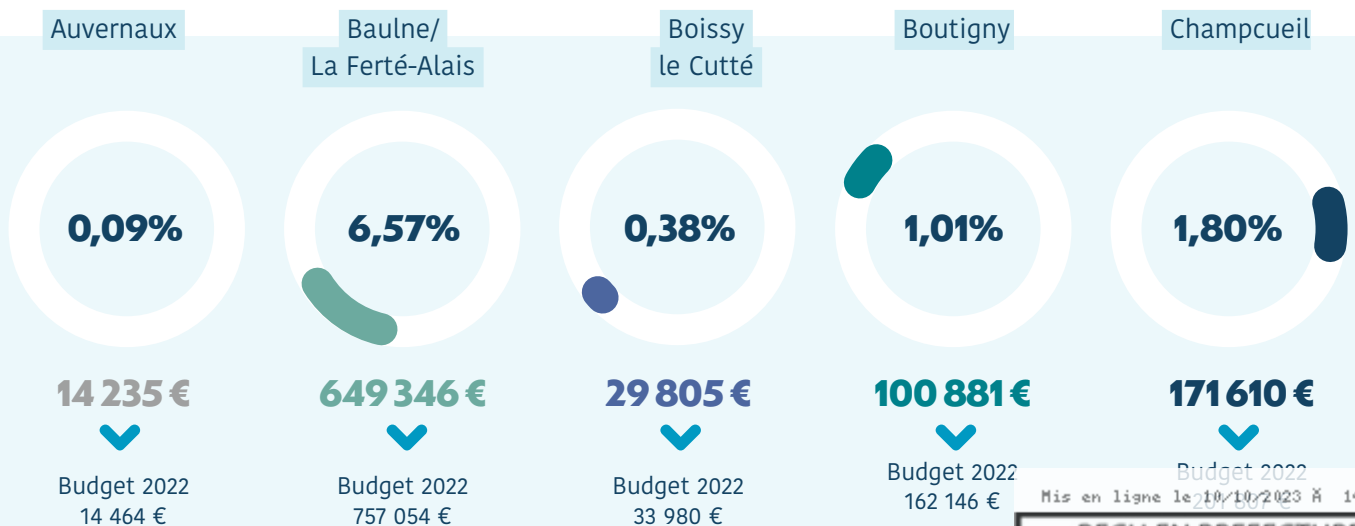 Auvernaux
Baulne/
La Ferté-Alais
Boissy
le Cutté
Boutigny
Champcueil
0,09%
6,57%
0,38%
1,01%
1,80%
14 235 €
649 346 €
29 805 €
100 881 €
171 610 €
Budget 2022
14 464 €
Budget 2022
757 054 €
Budget 2022
33 980 €
Budget 2022
162 146 €
Budget 2022
Mis en ligne le 10/10/2023